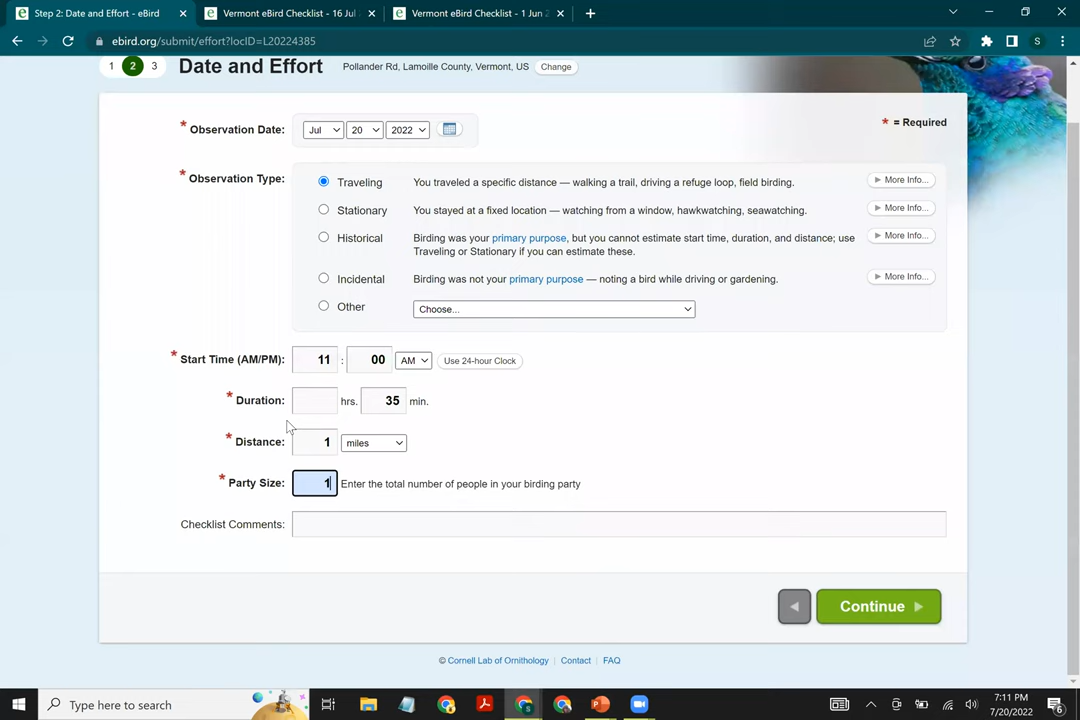 Step 2: Date and Effort - eBird
Vermont eBird Checklist - 16 Jul
Vermont eBird Checklist - 1 Jun 2
ebird.org/submit/effort?locID=L20224385
S
1 2 3 Date and Effort Pollander Rd, Lamoille County, Vermont, US Change
* Observation Date: Jul 20 2022 * = Required
* Observation Type: Traveling You traveled a specific distance — walking a trail, driving a refuge loop, field birding. More Info...
Stationary You stayed at a fixed location — watching from a window, hawkwatching, seawatching. More Info...
Historical Birding was your primary purpose, but you cannot estimate start time, duration, and distance; use More Info...
Traveling or Stationary if you can estimate these.
Incidental Birding was not your primary purpose — noting a bird while driving or gardening. More Info...
Other Choose...
* Start Time (AM/PM): 11 : 00 AM Use 24-hour Clock
* Duration: hrs. 35 min.
* Distance: 1 miles
* Party Size: 1 Enter the total number of people in your birding party
Checklist Comments:
Continue
© Cornell Lab of Ornithology Contact FAQ
Type here to search
7:11 PM
7/20/2022
6